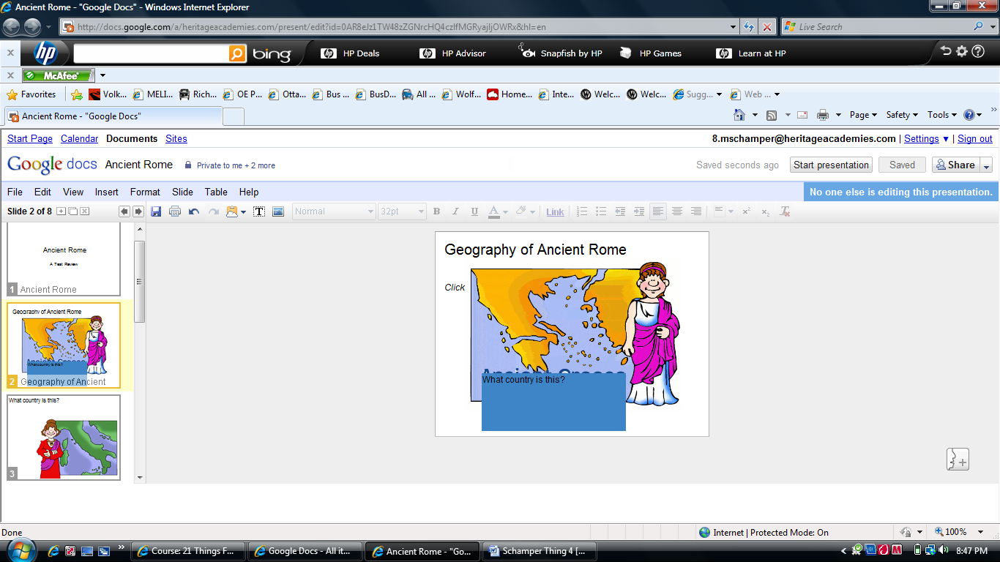 Ancient Rome - "Google Docs" - Windows Internet Explorer
http://docs.google.com/a/heritageacademies.com/present/edit?id=0AR8eJz1TW48zZGNrcHQ4czlfMGRyajljOWRx&hl=en
Live Search
x hp bing HP Deals HP Advisor Snapfish by HP HP Games Learn at HP
x McAfee
Favorites Volk... MELI... Rich... OE P... Otta... Bus ... BusD... All ... Wolf... Home... Inte... Welc... Welc... Sugg... Web ...
Ancient Rome - "Google Docs"
Page Safety Tools
Start Page Calendar Documents Sites
8.mschamper@heritageacademies.com | Settings | Sign out
Google docs Ancient Rome Private to me + 2 more
Saved seconds ago Start presentation Saved Share
File Edit View Insert Format Slide Table Help
No one else is editing this presentation.
Slide 2 of 8
Normal 32pt B I U A Link
Ancient Rome
A Test Review
1 Ancient Rome
Geography of Ancient Rome
What country is this?
2 Geography of Ancient
What country is this?
3
Geography of Ancient Rome
Click
What country is this?
Done
Internet | Protected Mode: On
100%
Course: 21 Things F...
Google Docs - All it...
Ancient Rome - "Go...
Schamper Thing 4 [...
8:47 PM